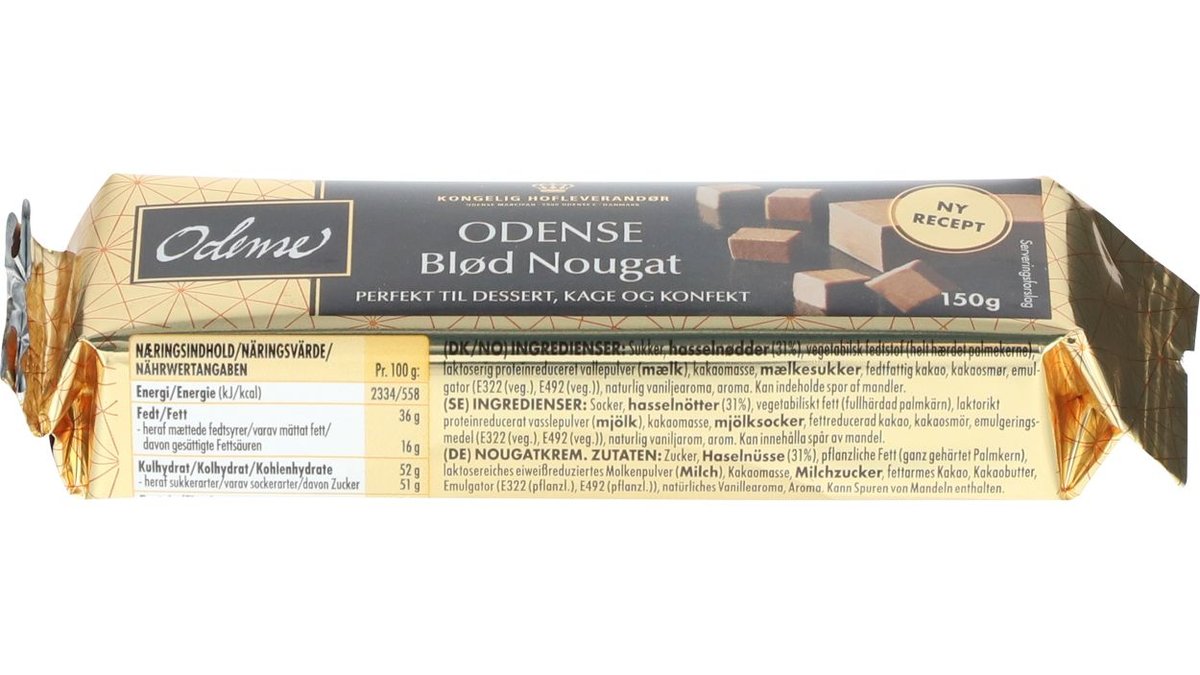 KONGELIG HOFLEVERANDØR
Odense
ODENSE
Blød Nougat
PERFEKT TIL DESSERT, KAGE OG KONFEKT
NY
RECEPT
150g
Serveringsforslag
NÆRINGSINDHOLD/NÄRINGSVÄRDE/
NÄHRWERTANGABEN
Pr. 100 g:
Energi/Energie (kJ/kcal) 2334/558
Fedt/Fett 36 g
- heraf mættede fedtsyrer/varav mättat fett/
davon gesättigte Fettsäuren 16 g
Kulhydrat/Kolhydrat/Kohlenhydrate 52 g
- heraf sukkerarter/varav sockerarter/davon Zucker 51 g
(DK/NO) INGREDIENSER: Sukker, hasselnødder (31%), vegetabilsk fedtstof (helt hærdet palmekerne),
laktoserig proteinreduceret vallepulver (mælk), kakaomasse, mælkesukker, fedtfattig kakao, kakaosmør, emul-
gator (E322 (veg.), E492 (veg.)), naturlig vaniljearoma, aroma. Kan indeholde spor af mandler.
(SE) INGREDIENSER: Socker, hasselnötter (31%), vegetabiliskt fett (fullhärdad palmkärn), laktorikt
proteinreducerat vasslepulver (mjölk), kakaomassa, mjölksocker, fettreducerad kakao, kakaosmör, emulgerings-
medel (E322 (veg.), E492 (veg.)), naturlig vaniljarom, arom. Kan innehålla spår av mandel.
(DE) NOUGATKREM. ZUTATEN: Zucker, Haselnüsse (31%), pflanzliche Fett (ganz gehärtet Palmkern),
laktosereiches eiweißreduziertes Molkenpulver (Milch), Kakaomasse, Milchzucker, fettarmes Kakao, Kakaobutter,
Emulgator (E322 (pflanzl.), E492 (pflanzl.)), natürliches Vanillearoma, Aroma. Kann Spuren von Mandeln enthalten.